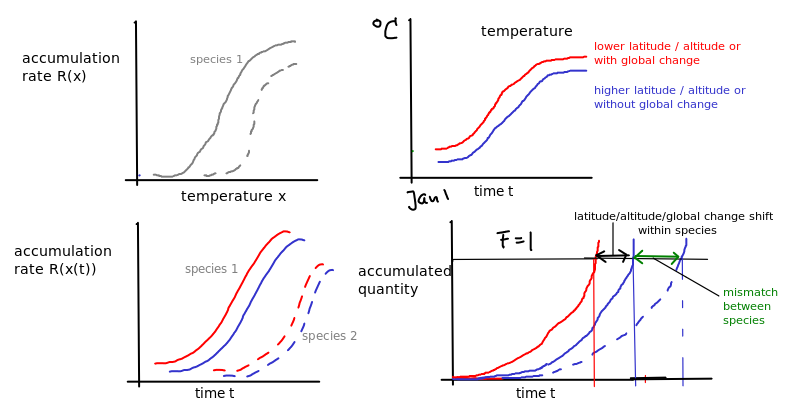 accumulation
rate R(x)
species 1
temperature x
°C
temperature
lower latitude / altitude or
with global change
higher latitude / altitude or
without global change
Jan 1
time t
accumulation
rate R(x(t))
species 1
species 2
time t
latitude/altitude/global change shift
within species
F=1
accumulated
quantity
mismatch
between
species
time t